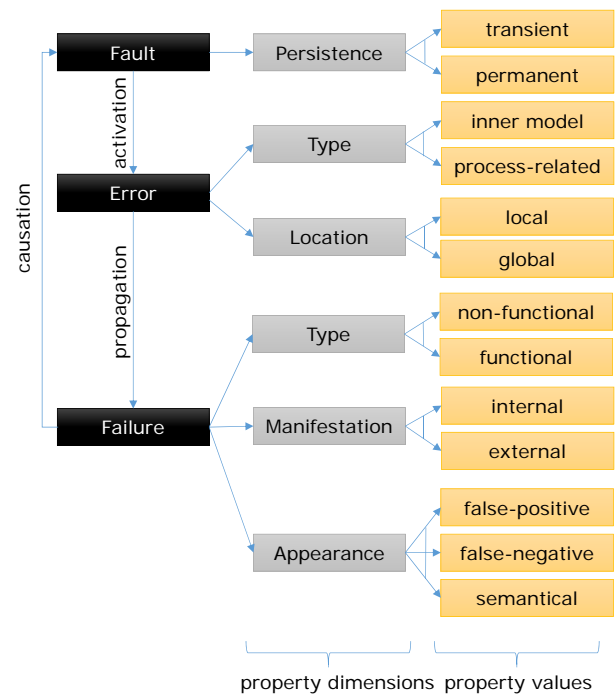 Fault
Persistence
transient
permanent
activation
Error
Type
inner model
process-related
Location
local
global
causation
propagation
Failure
Type
non-functional
functional
Manifestation
internal
external
Appearance
false-positive
false-negative
semantical
property dimensions
property values